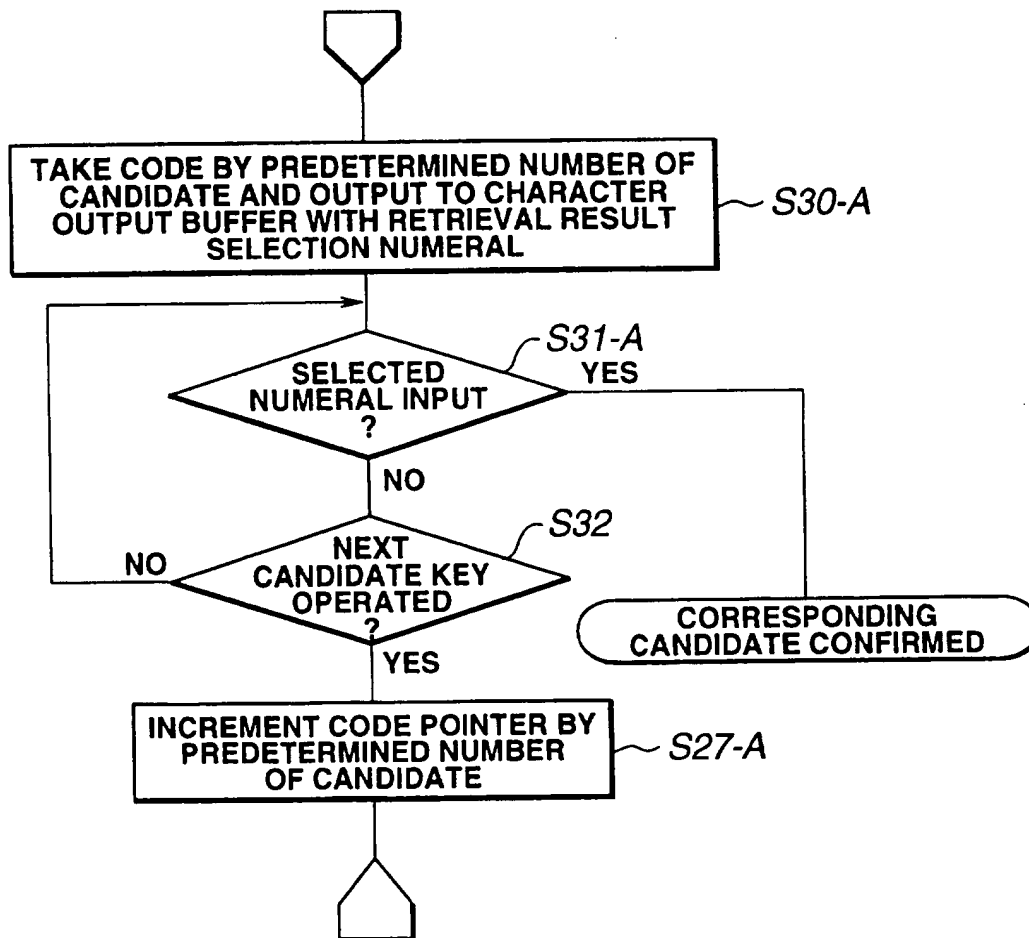 TAKE CODE BY PREDETERMINED NUMBER OF
CANDIDATE AND OUTPUT TO CHARACTER
OUTPUT BUFFER WITH RETRIEVAL RESULT
SELECTION NUMERAL
S30-A
S31-A
SELECTED
NUMERAL INPUT
?
YES
NO
S32
NEXT
CANDIDATE KEY
OPERATED
?
NO
YES
CORRESPONDING
CANDIDATE CONFIRMED
INCREMENT CODE POINTER BY
PREDETERMINED NUMBER
OF CANDIDATE
S27-A